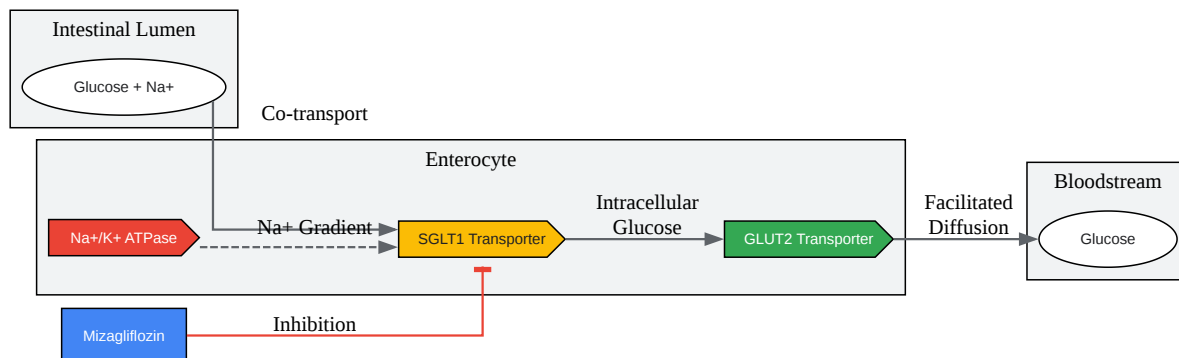 Intestinal Lumen
Glucose + Na+
Co-transport
Enterocyte
Na+/K+ ATPase
Na+ Gradient
SGLT1 Transporter
Intracellular
Glucose
GLUT2 Transporter
Facilitated
Diffusion
Bloodstream
Glucose
Mizagliflozin
Inhibition